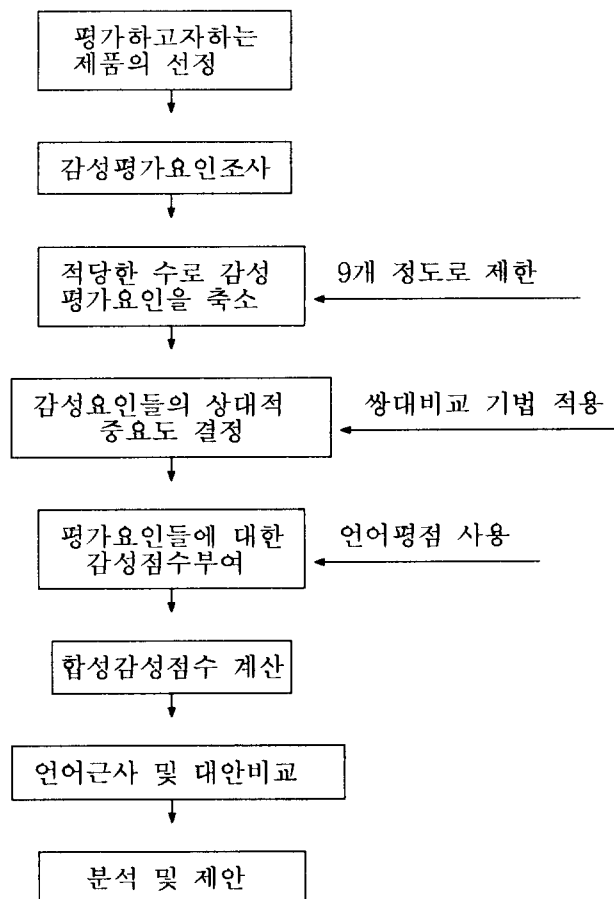 평가하고자하는
제품의 선정
감성평가요인조사
적당한 수로 감성
평가요인을 축소
9개 정도로 제한
감성요인들의 상대적
중요도 결정
쌍대비교 기법 적용
평가요인들에 대한
감성점수부여
언어평점 사용
합성감성점수 계산
언어근사 및 대안비교
분석 및 제안